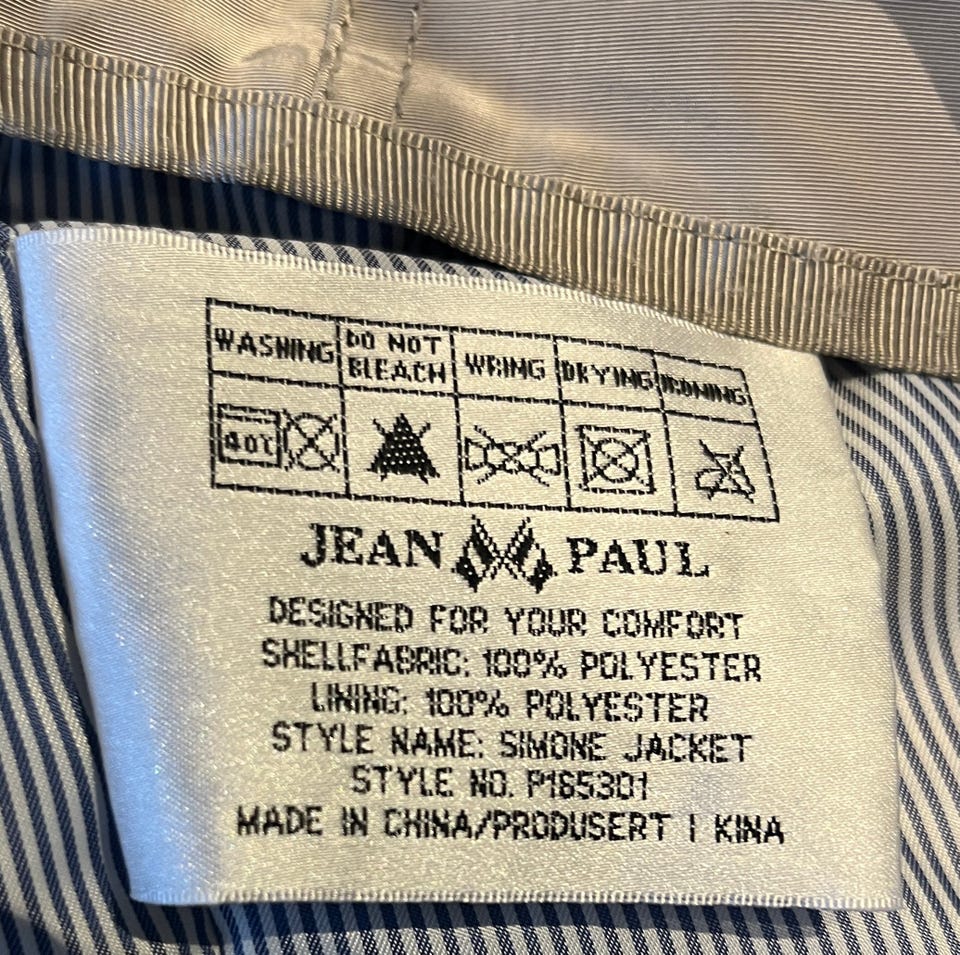 WASHING DO NOT BLEACH WRING DRYING IRONING
40T
JEAN PAUL
DESIGNED FOR YOUR COMFORT
SHELLFABRIC: 100% POLYESTER
LINING: 100% POLYESTER
STYLE NAME: SIMONE JACKET
STYLE NO. P165301
MADE IN CHINA/PRODUSERT I KINA